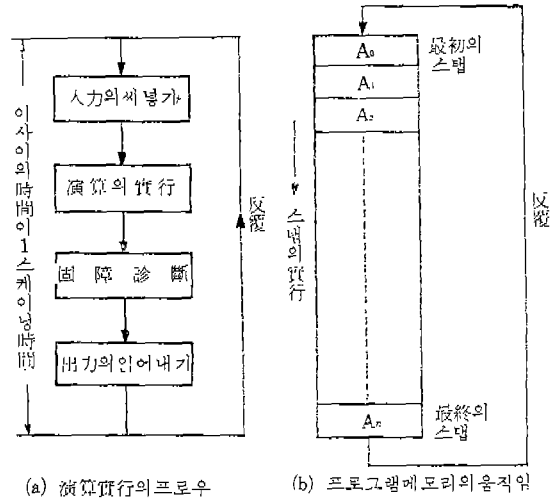 入力의 써넣기
演算의 實行
固障診斷
出力의 인어내기
이사이의 時間이 1스케이닝時間
反覆
(a) 演算實行의프로우
A₀
最初의
스탭
A₁
A₂
스탭의 實行
反覆
Aₙ
最終의
스탭
(b) 프로그램메모리의움직임